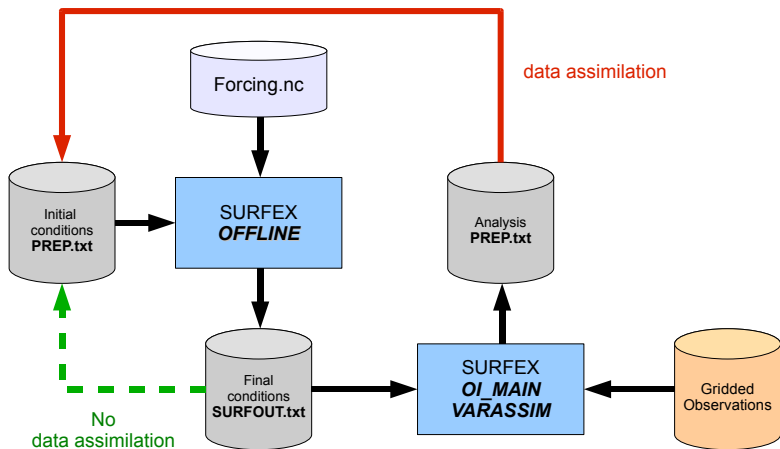 data assimilation
Forcing.nc
Initial
conditions
PREP.txt
SURFEX
OFFLINE
Analysis
PREP.txt
Final
conditions
SURFOUT.txt
SURFEX
OI_MAIN
VARASSIM
Gridded
Observations
No
data assimilation